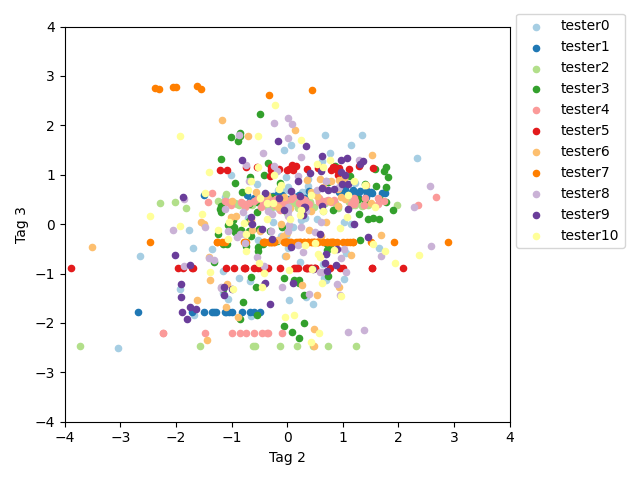 tester0
tester1
tester2
tester3
tester4
tester5
tester6
tester7
tester8
tester9
tester10
4
3
2
1
0
−1
−2
−3
−4
Tag 3
−4 −3 −2 −1 0 1 2 3 4
Tag 2